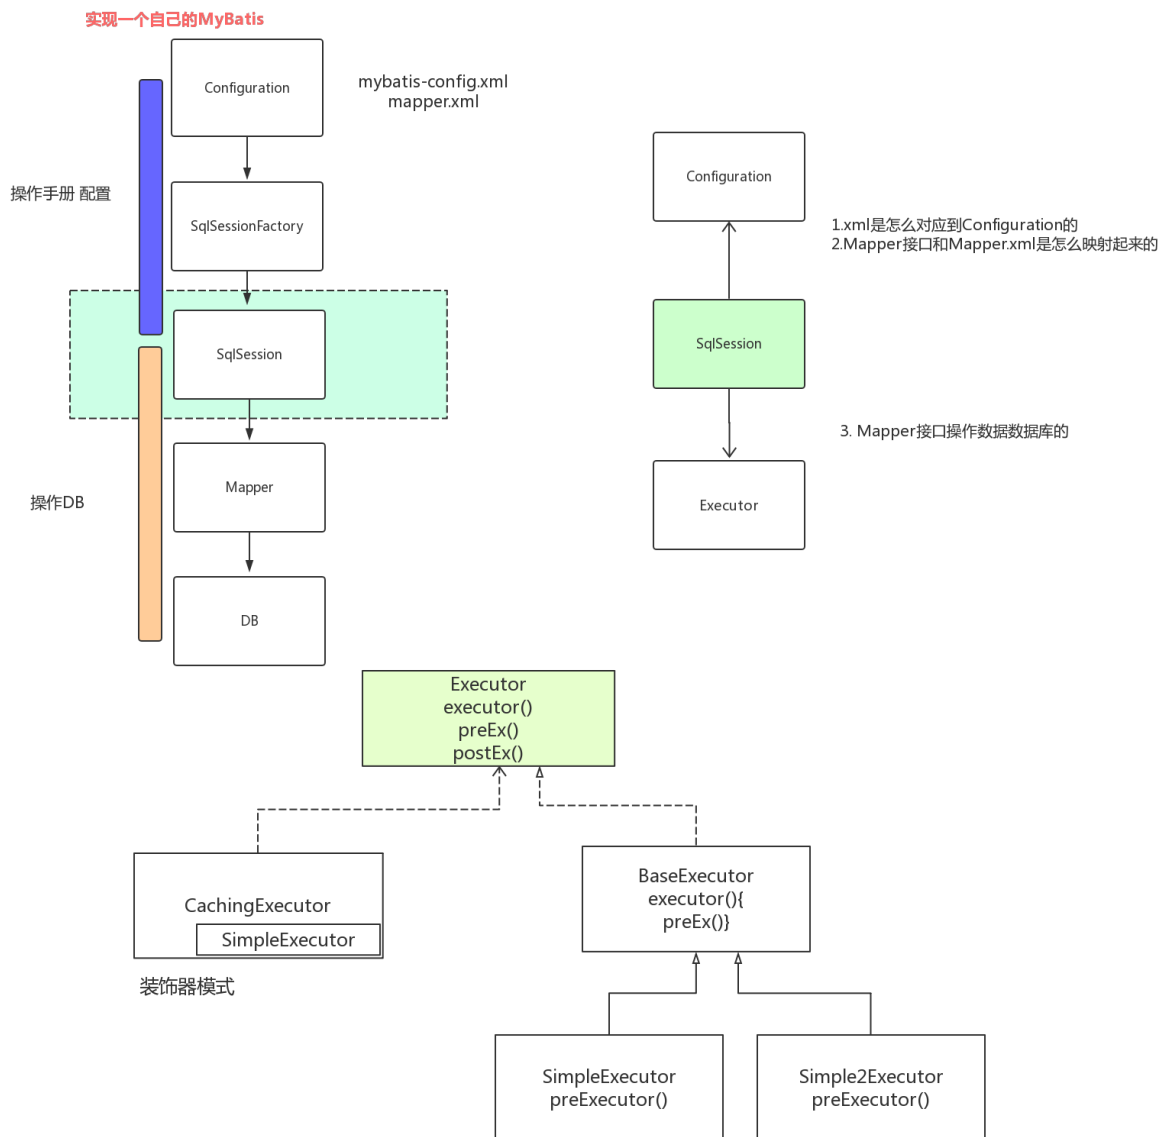 实现一个自己的MyBatis
Configuration
mybatis-config.xml
mapper.xml
操作手册 配置
SqlSessionFactory
SqlSession
Mapper
操作DB
DB
Configuration
1.xml是怎么对应到Configuration的
2.Mapper接口和Mapper.xml是怎么映射起来的
SqlSession
3. Mapper接口操作数据数据库的
Executor
Executor
executor()
preEx()
postEx()
CachingExecutor
SimpleExecutor
装饰器模式
BaseExecutor
executor(){
preEx()}
SimpleExecutor
preExecutor()
Simple2Executor
preExecutor()